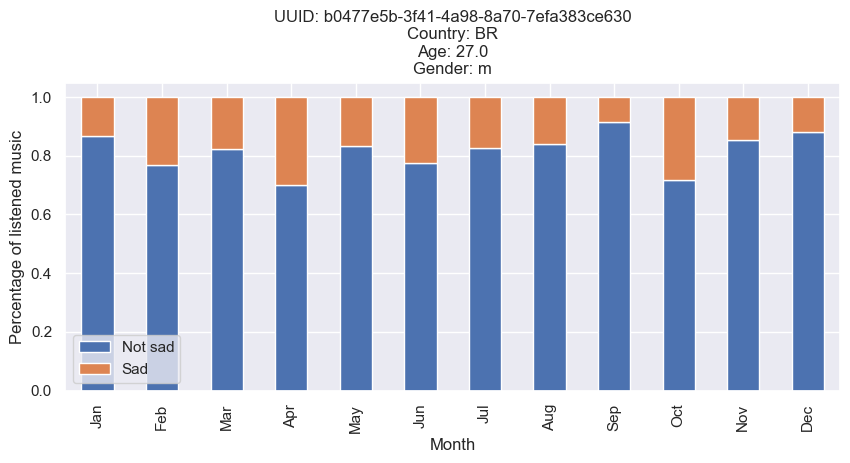 UUID: b0477e5b-3f41-4a98-8a70-7efa383ce630
Country: BR
Age: 27.0
Gender: m
Percentage of listened music
1.0
0.8
0.6
0.4
0.2
0.0
Not sad
Sad
Jan
Feb
Mar
Apr
May
Jun
Jul
Aug
Sep
Oct
Nov
Dec
Month